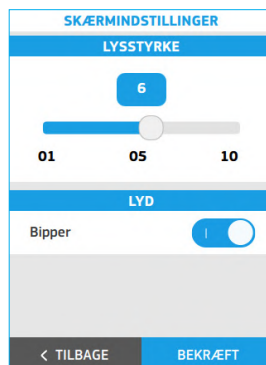 SKÆRMINDSTILLINGER
LYSSTYRKE
6
01 05 10
LYD
Bipper
< TILBAGE BEKRÆFT